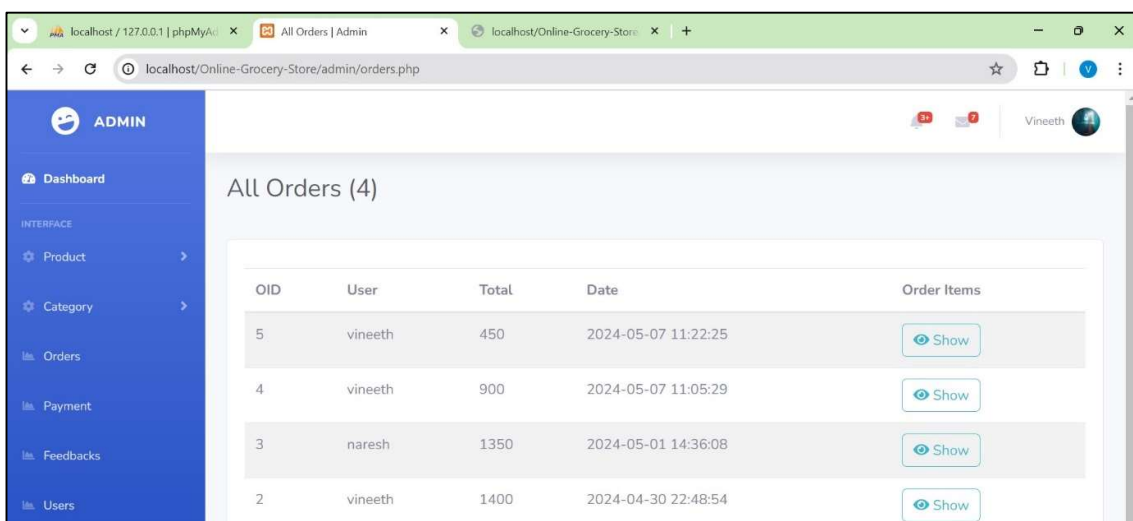 localhost / 127.0.0.1 | phpMyAd
All Orders | Admin
localhost/Online-Grocery-Store
localhost/Online-Grocery-Store/admin/orders.php
V
ADMIN
3+
7
Vineeth
Dashboard
All Orders (4)
INTERFACE
Product
Category
Orders
Payment
Feedbacks
Users
OID User Total Date Order Items
5 vineeth 450 2024-05-07 11:22:25 Show
4 vineeth 900 2024-05-07 11:05:29 Show
3 naresh 1350 2024-05-01 14:36:08 Show
2 vineeth 1400 2024-04-30 22:48:54 Show